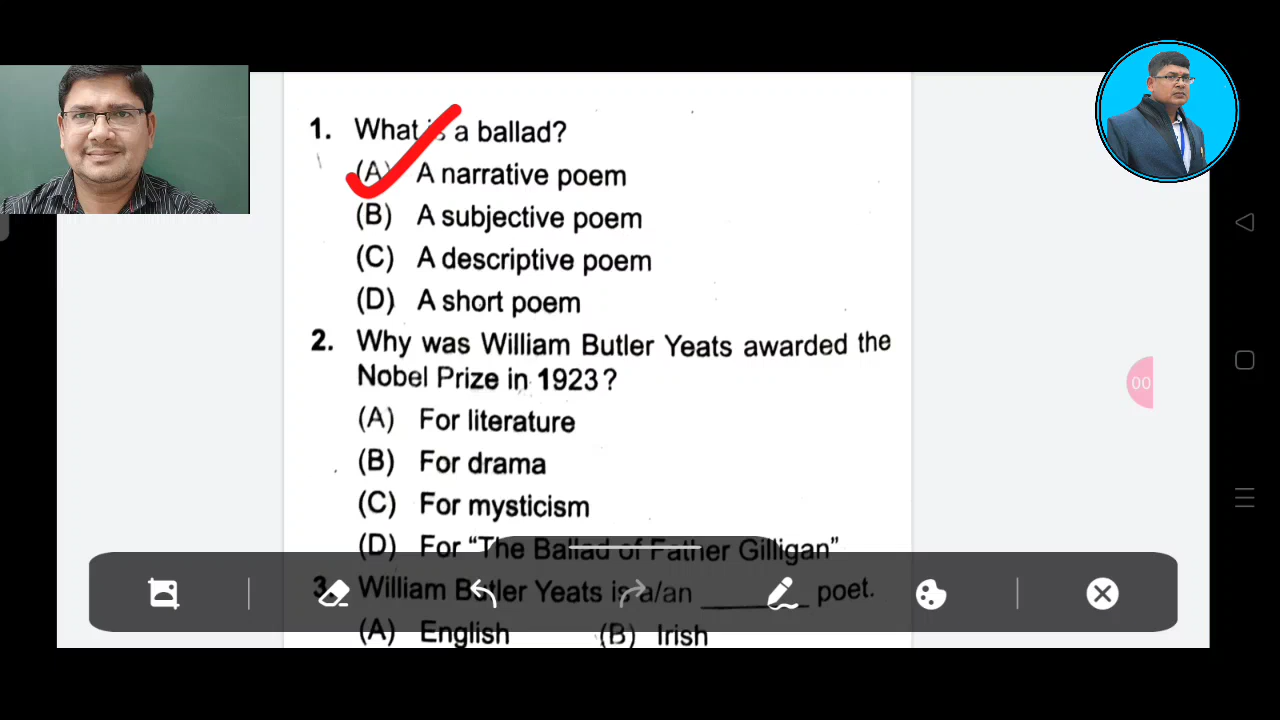 1. What is a ballad?
(A) A narrative poem
(B) A subjective poem
(C) A descriptive poem
(D) A short poem
2. Why was William Butler Yeats awarded the
Nobel Prize in 1923?
(A) For literature
(B) For drama
(C) For mysticism
(D) For “The Ballad of Father Gilligan”
3. William Butler Yeats is a/an ________ poet.
(A) English (B) Irish
00